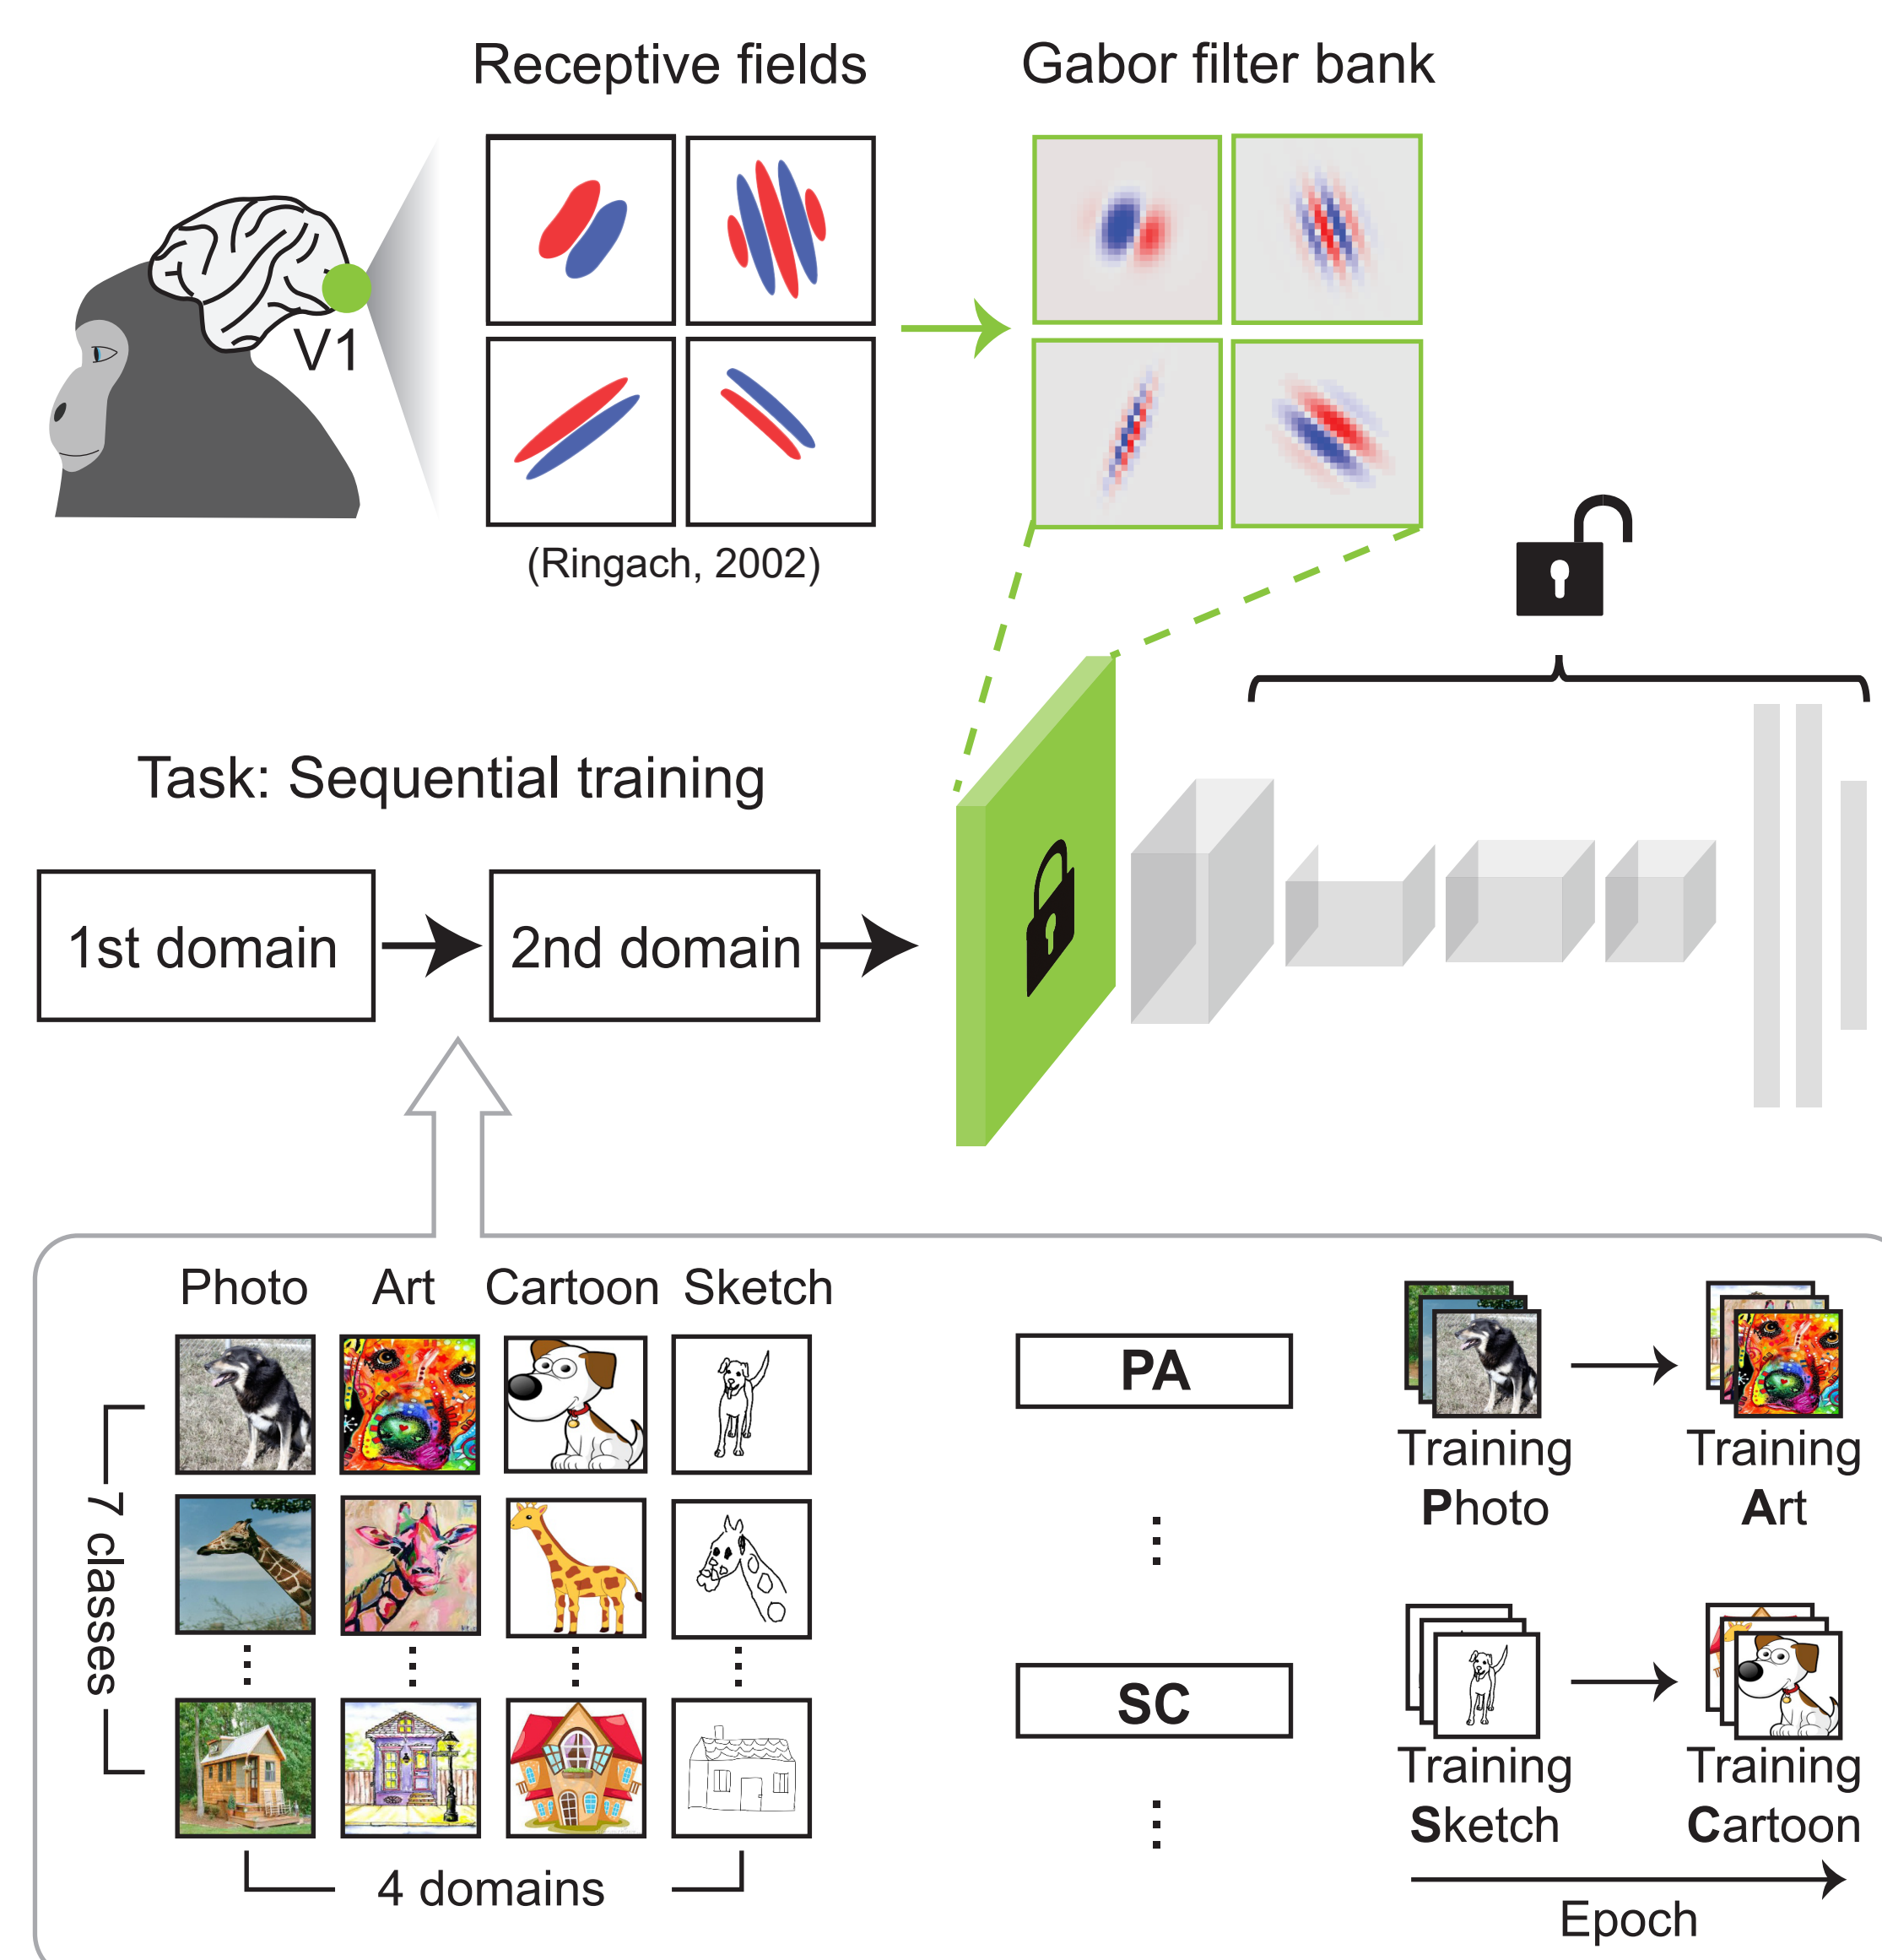 Receptive fields
Gabor filter bank
V1
(Ringach, 2002)
Task: Sequential training
1st domain
2nd domain
Photo
Art
Cartoon
Sketch
7 classes
4 domains
PA
Training
Photo
Training
Art
SC
Training
Sketch
Training
Cartoon
Epoch